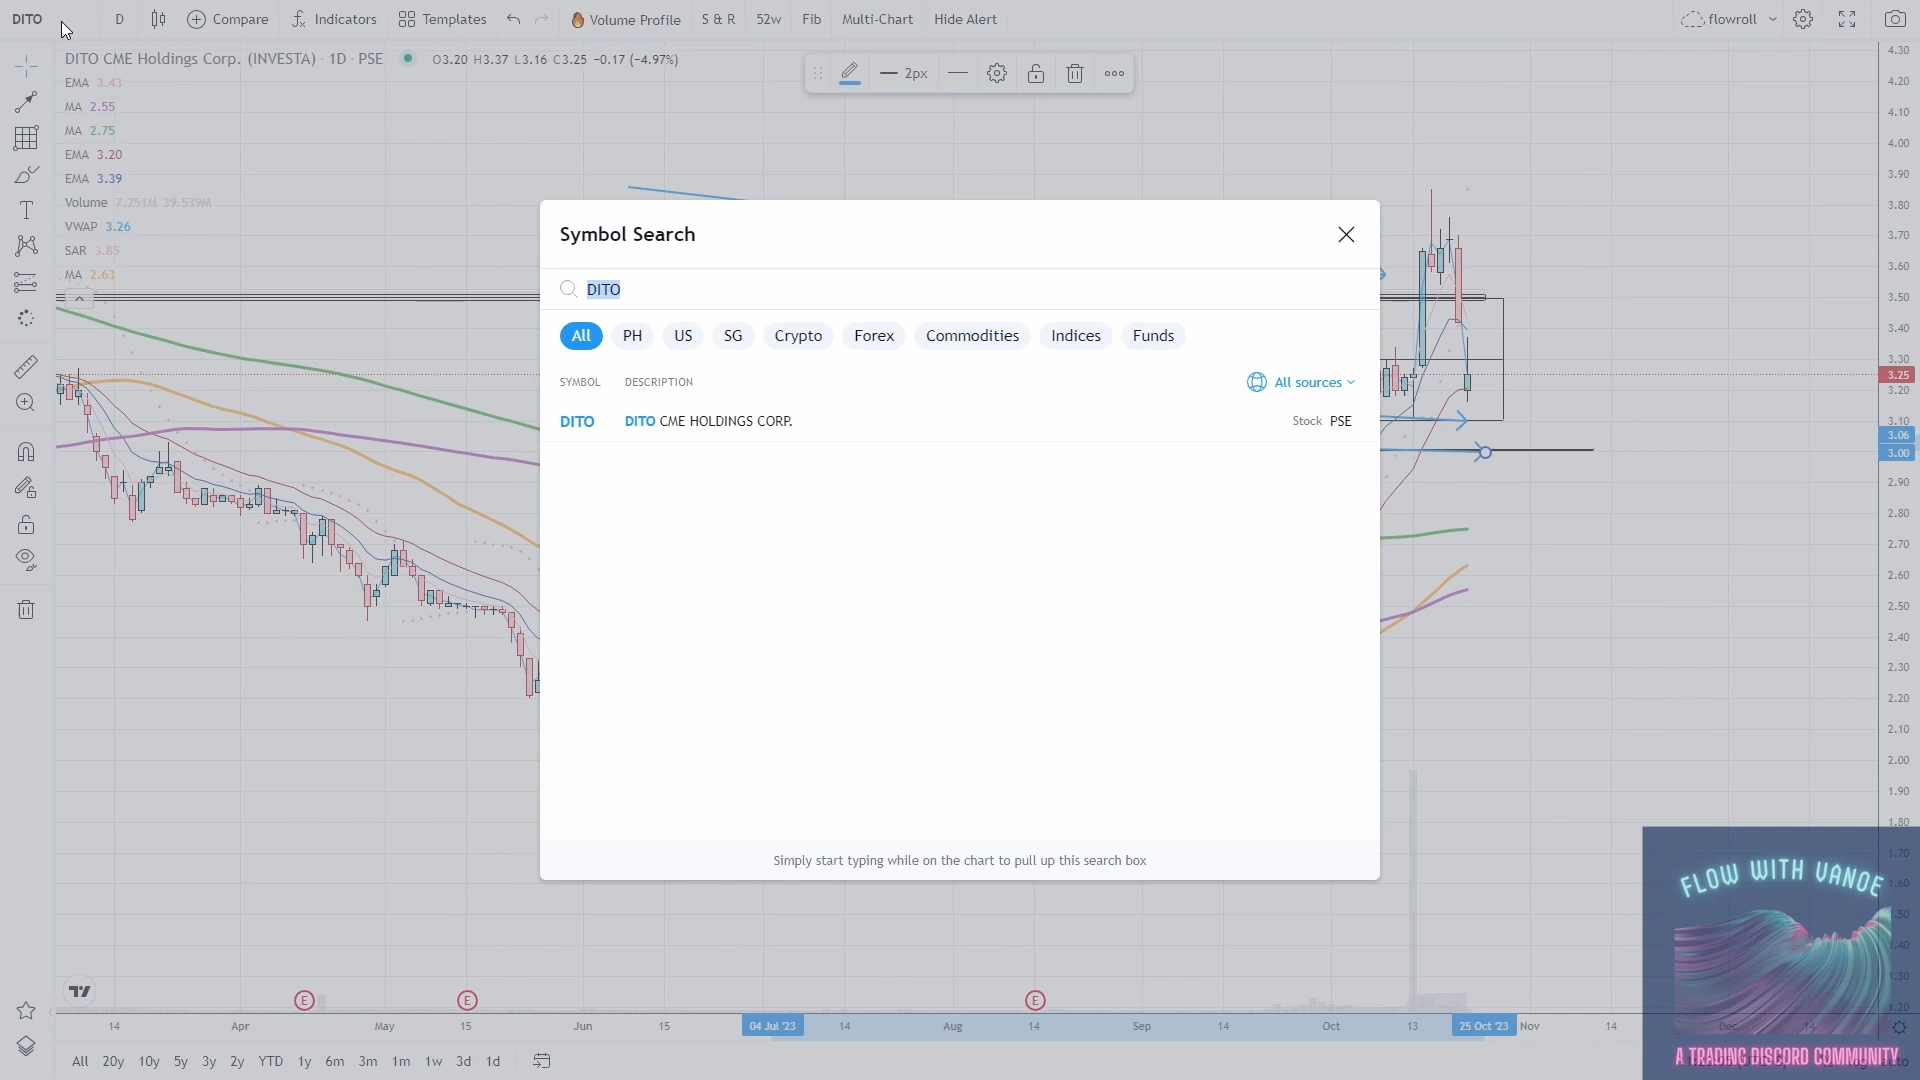 DITO
D
Compare
Indicators
Templates
Volume Profile
S & R
52w
Fib
Multi-Chart
Hide Alert
flowroll
DITO CME Holdings Corp. (INVESTA) · 1D · PSE
O3.20 H3.37 L3.16 C3.25 −0.17 (−4.97%)
2px
EMA 3.43
MA 2.55
MA 2.75
EMA 3.20
EMA 3.39
Volume 7.251M 39.539M
VWAP 3.26
SAR 3.85
MA 2.63
Symbol Search
DITO
All
PH
US
SG
Crypto
Forex
Commodities
Indices
Funds
SYMBOL
DESCRIPTION
All sources
DITO
DITO CME HOLDINGS CORP.
Stock PSE
Simply start typing while on the chart to pull up this search box
4.30
4.20
4.10
4.00
3.90
3.80
3.70
3.60
3.50
3.40
3.30
3.25
3.20
3.10
3.06
3.00
2.90
2.80
2.70
2.60
2.50
2.40
2.30
2.20
2.10
2.00
1.90
1.80
1.70
1.60
1.50
1.40
1.30
1.20
FLOW WITH VANOE
A TRADING DISCORD COMMUNITY
E
E
E
14
Apr
May
15
Jun
15
04 Jul '23
14
Aug
14
Sep
14
Oct
13
25 Oct '23
Nov
14
Dec
14
All
20y
10y
5y
3y
2y
YTD
1y
6m
3m
1m
1w
3d
1d